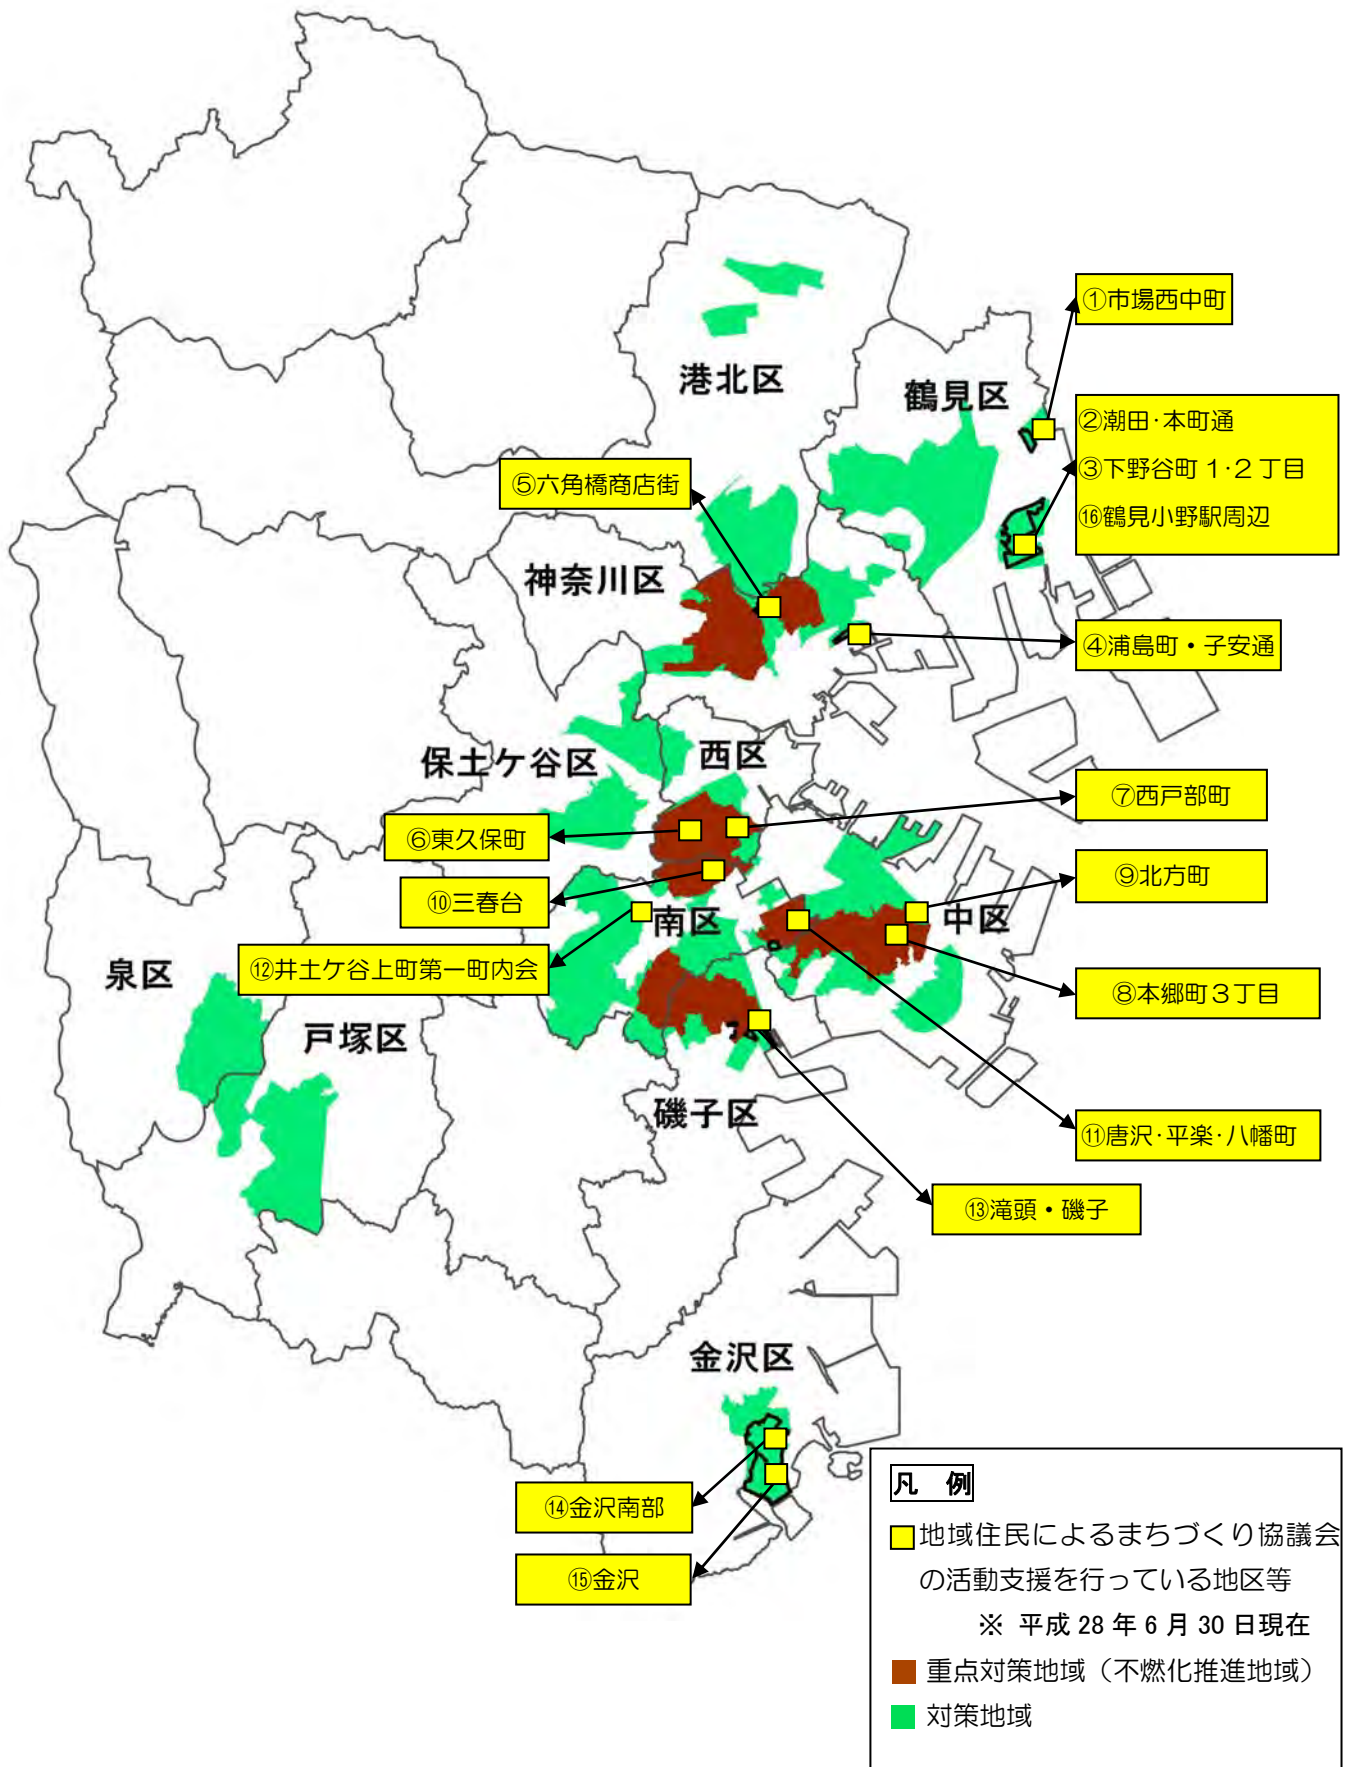 港北区
鶴見区
①市場西中町
②潮田・本町通
③下野谷町 1・2 丁目
⑯鶴見小野駅周辺
⑤六角橋商店街
神奈川区
④浦島町・子安通
保土ケ谷区
西区
⑦西戸部町
⑥東久保町
⑨北方町
⑩三春台
南区
中区
⑫井土ケ谷上町第一町内会
泉区
⑧本郷町３丁目
戸塚区
磯子区
⑪唐沢・平楽・八幡町
⑬滝頭・磯子
金沢区
⑭金沢南部
⑮金沢
凡 例
地域住民によるまちづくり協議会
の活動支援を行っている地区等
※ 平成 28 年 6 月 30 日現在
重点対策地域（不燃化推進地域）
対策地域